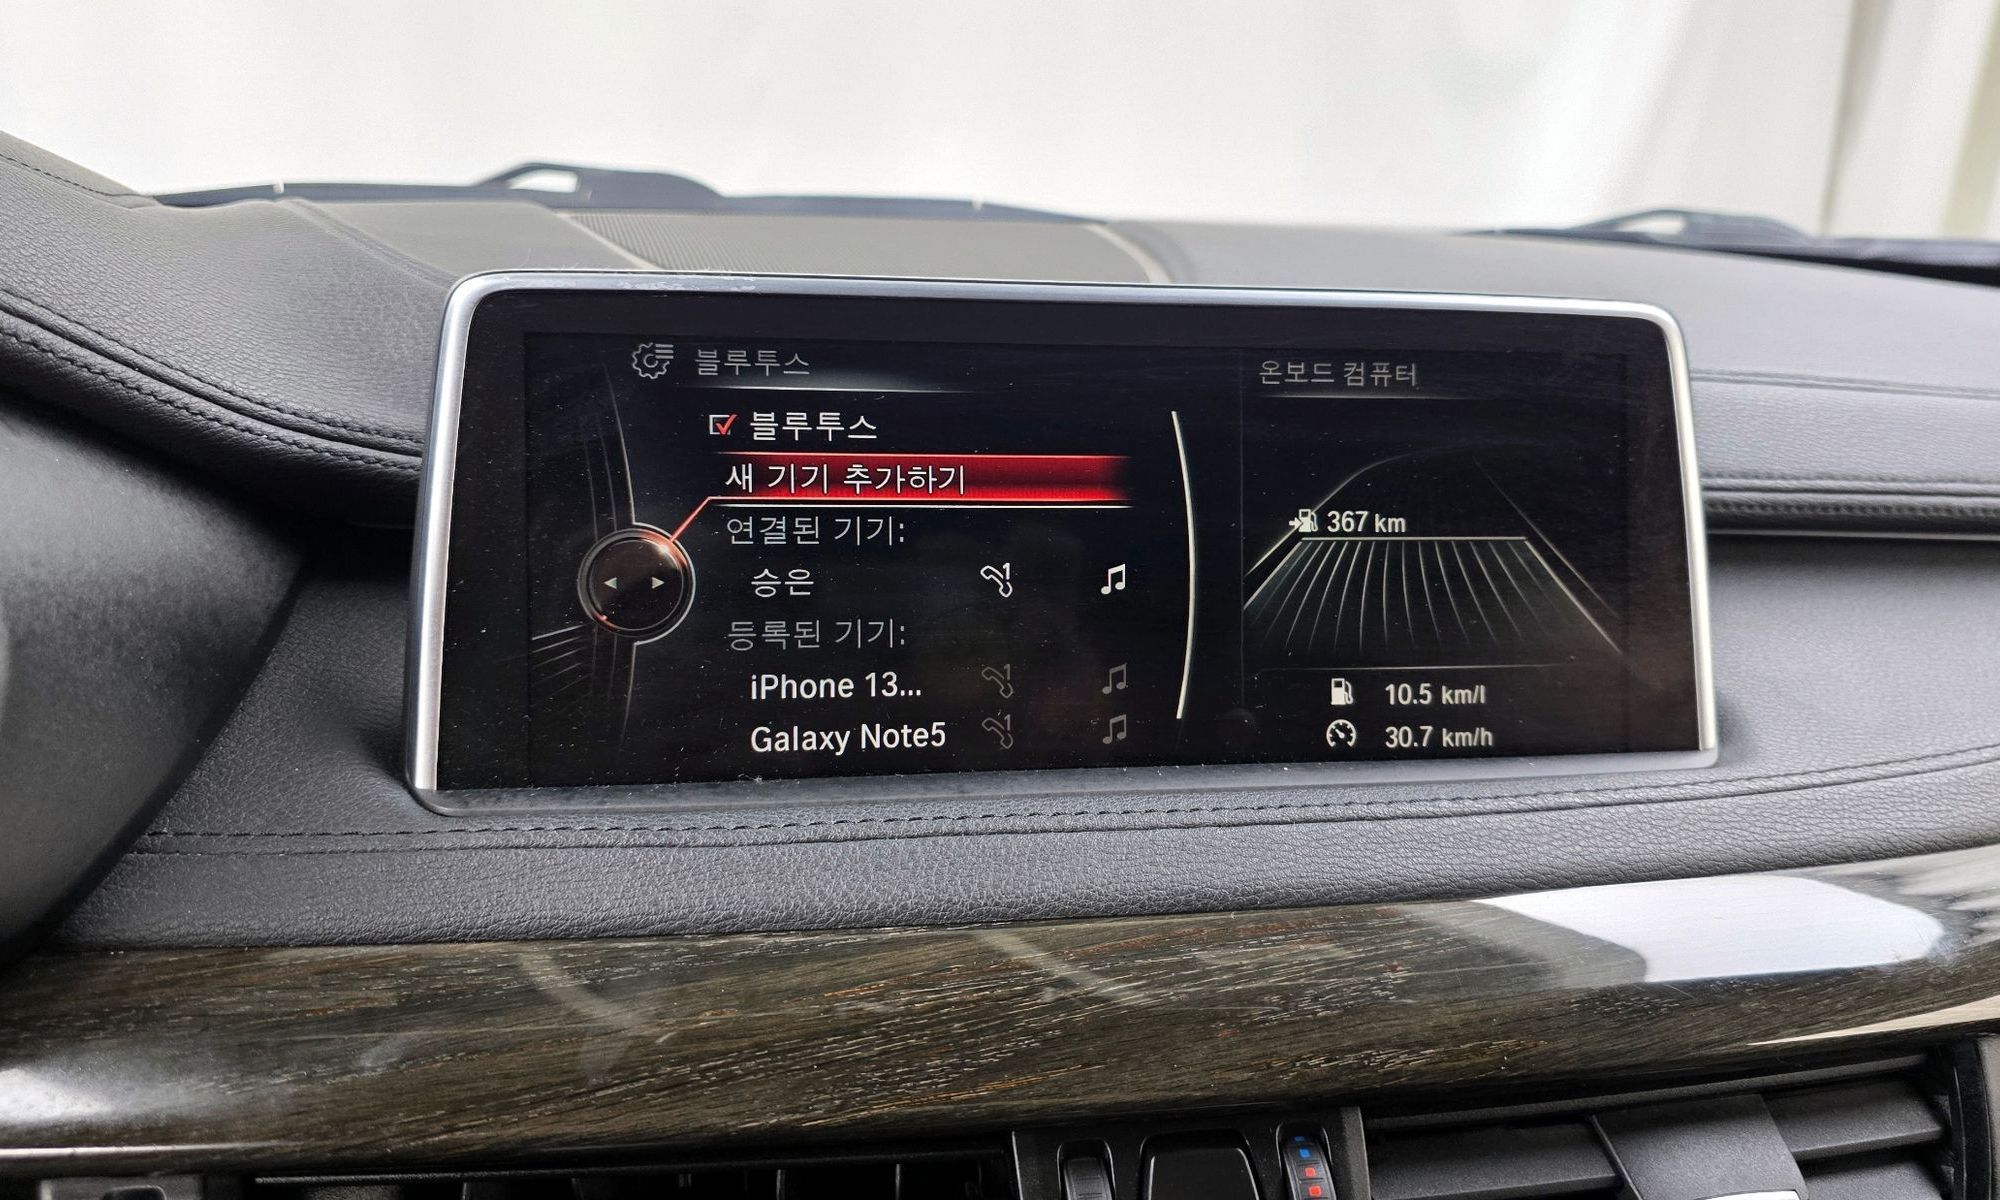 블루투스
블루투스
새 기기 추가하기
연결된 기기:
승은
등록된 기기:
iPhone 13...
Galaxy Note5
온보드 컴퓨터
367 km
10.5 km/l
30.7 km/h